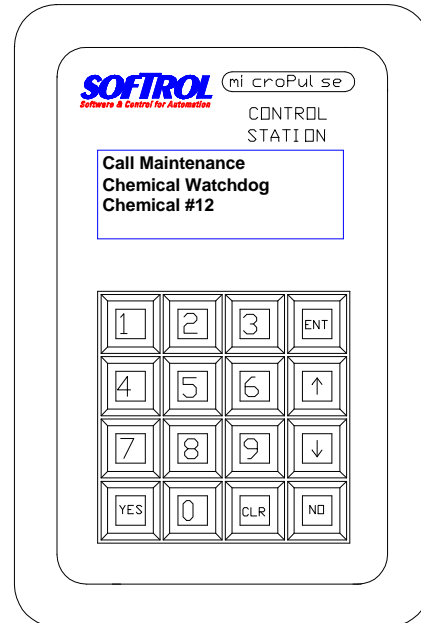 SOFTROL
Software & Control for Automation
microPulse
CONTROL
STATION
Call Maintenance
Chemical Watchdog
Chemical #12
1 2 3 ENT
4 5 6 ↑
7 8 9 ↓
YES 0 CLR NO